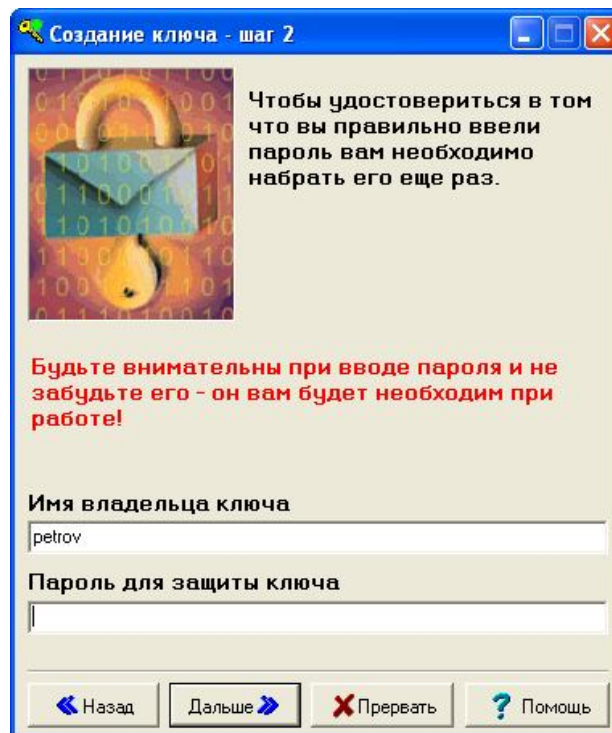 Создание ключа - шаг 2
Чтобы удостовериться в том
что вы правильно ввели
пароль вам необходимо
набрать его еще раз.
Будьте внимательны при вводе пароля и не
забудьте его - он вам будет необходим при
работе!
Имя владельца ключа
petrov
Пароль для защиты ключа
Назад Дальше Прервать ? Помощь